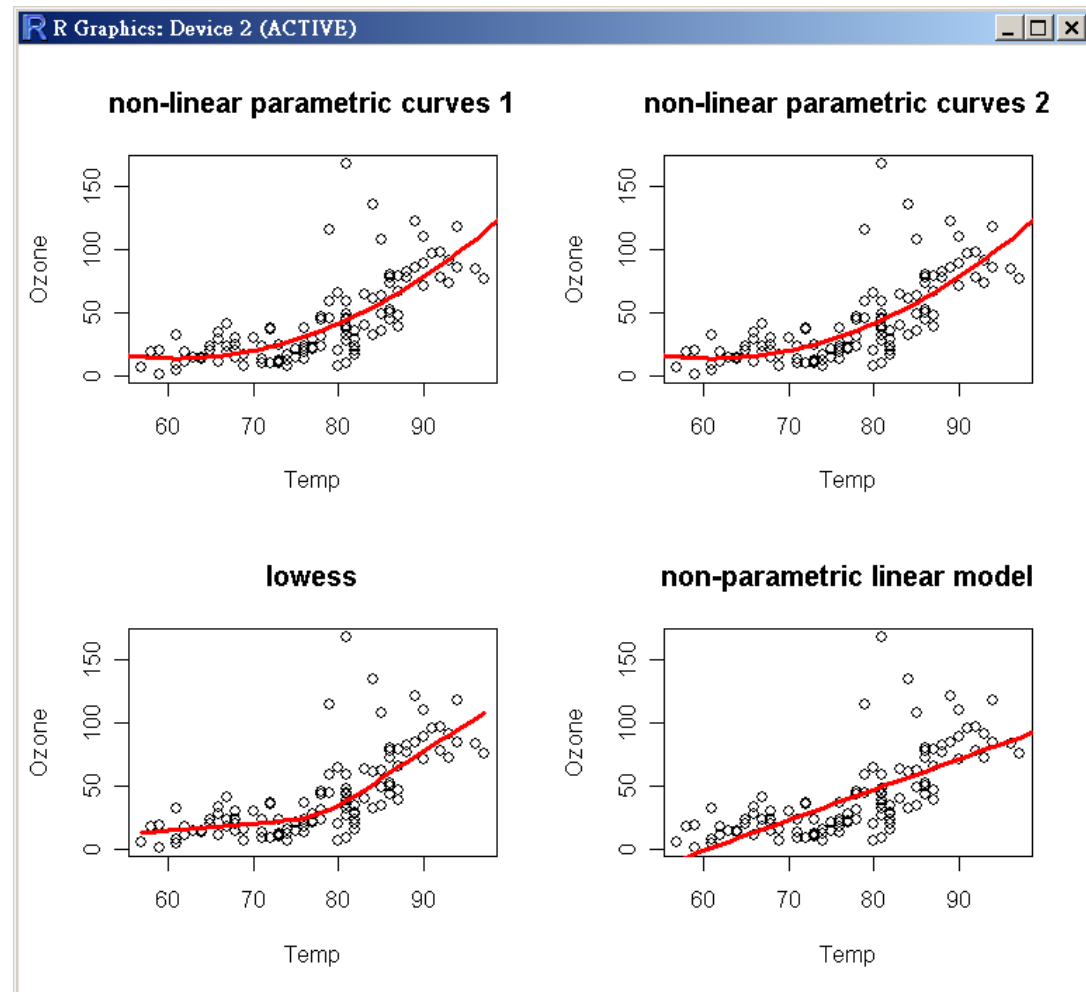 R R Graphics: Device 2 (ACTIVE)
non-linear parametric curves 1
150
100
50
0
Ozone
60 70 80 90
Temp
non-linear parametric curves 2
150
100
50
0
Ozone
60 70 80 90
Temp
lowess
150
100
50
0
Ozone
60 70 80 90
Temp
non-parametric linear model
150
100
50
0
Ozone
60 70 80 90
Temp